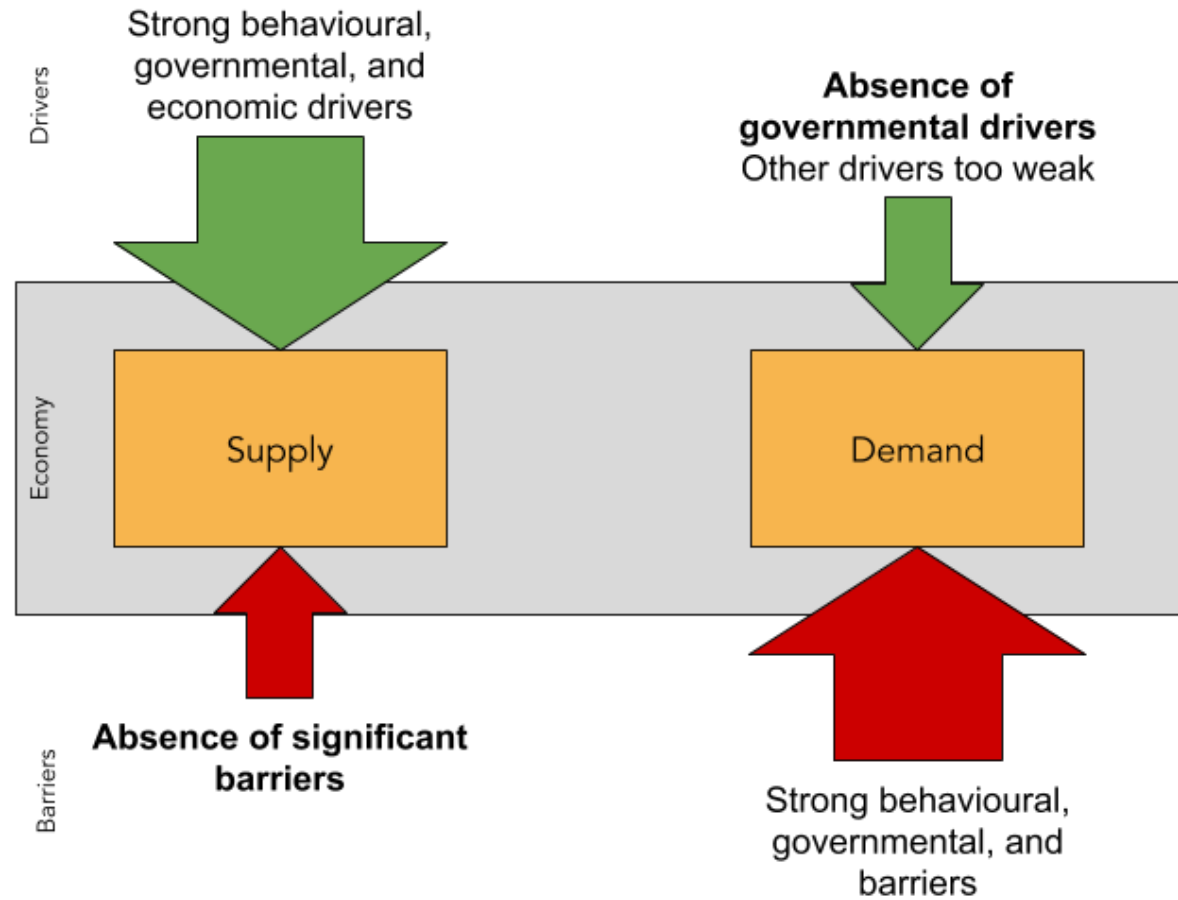 Drivers
Strong behavioural,
governmental, and
economic drivers
Absence of
governmental drivers
Other drivers too weak
Economy
Supply
Demand
Barriers
Absence of significant
barriers
Strong behavioural,
governmental, and
barriers